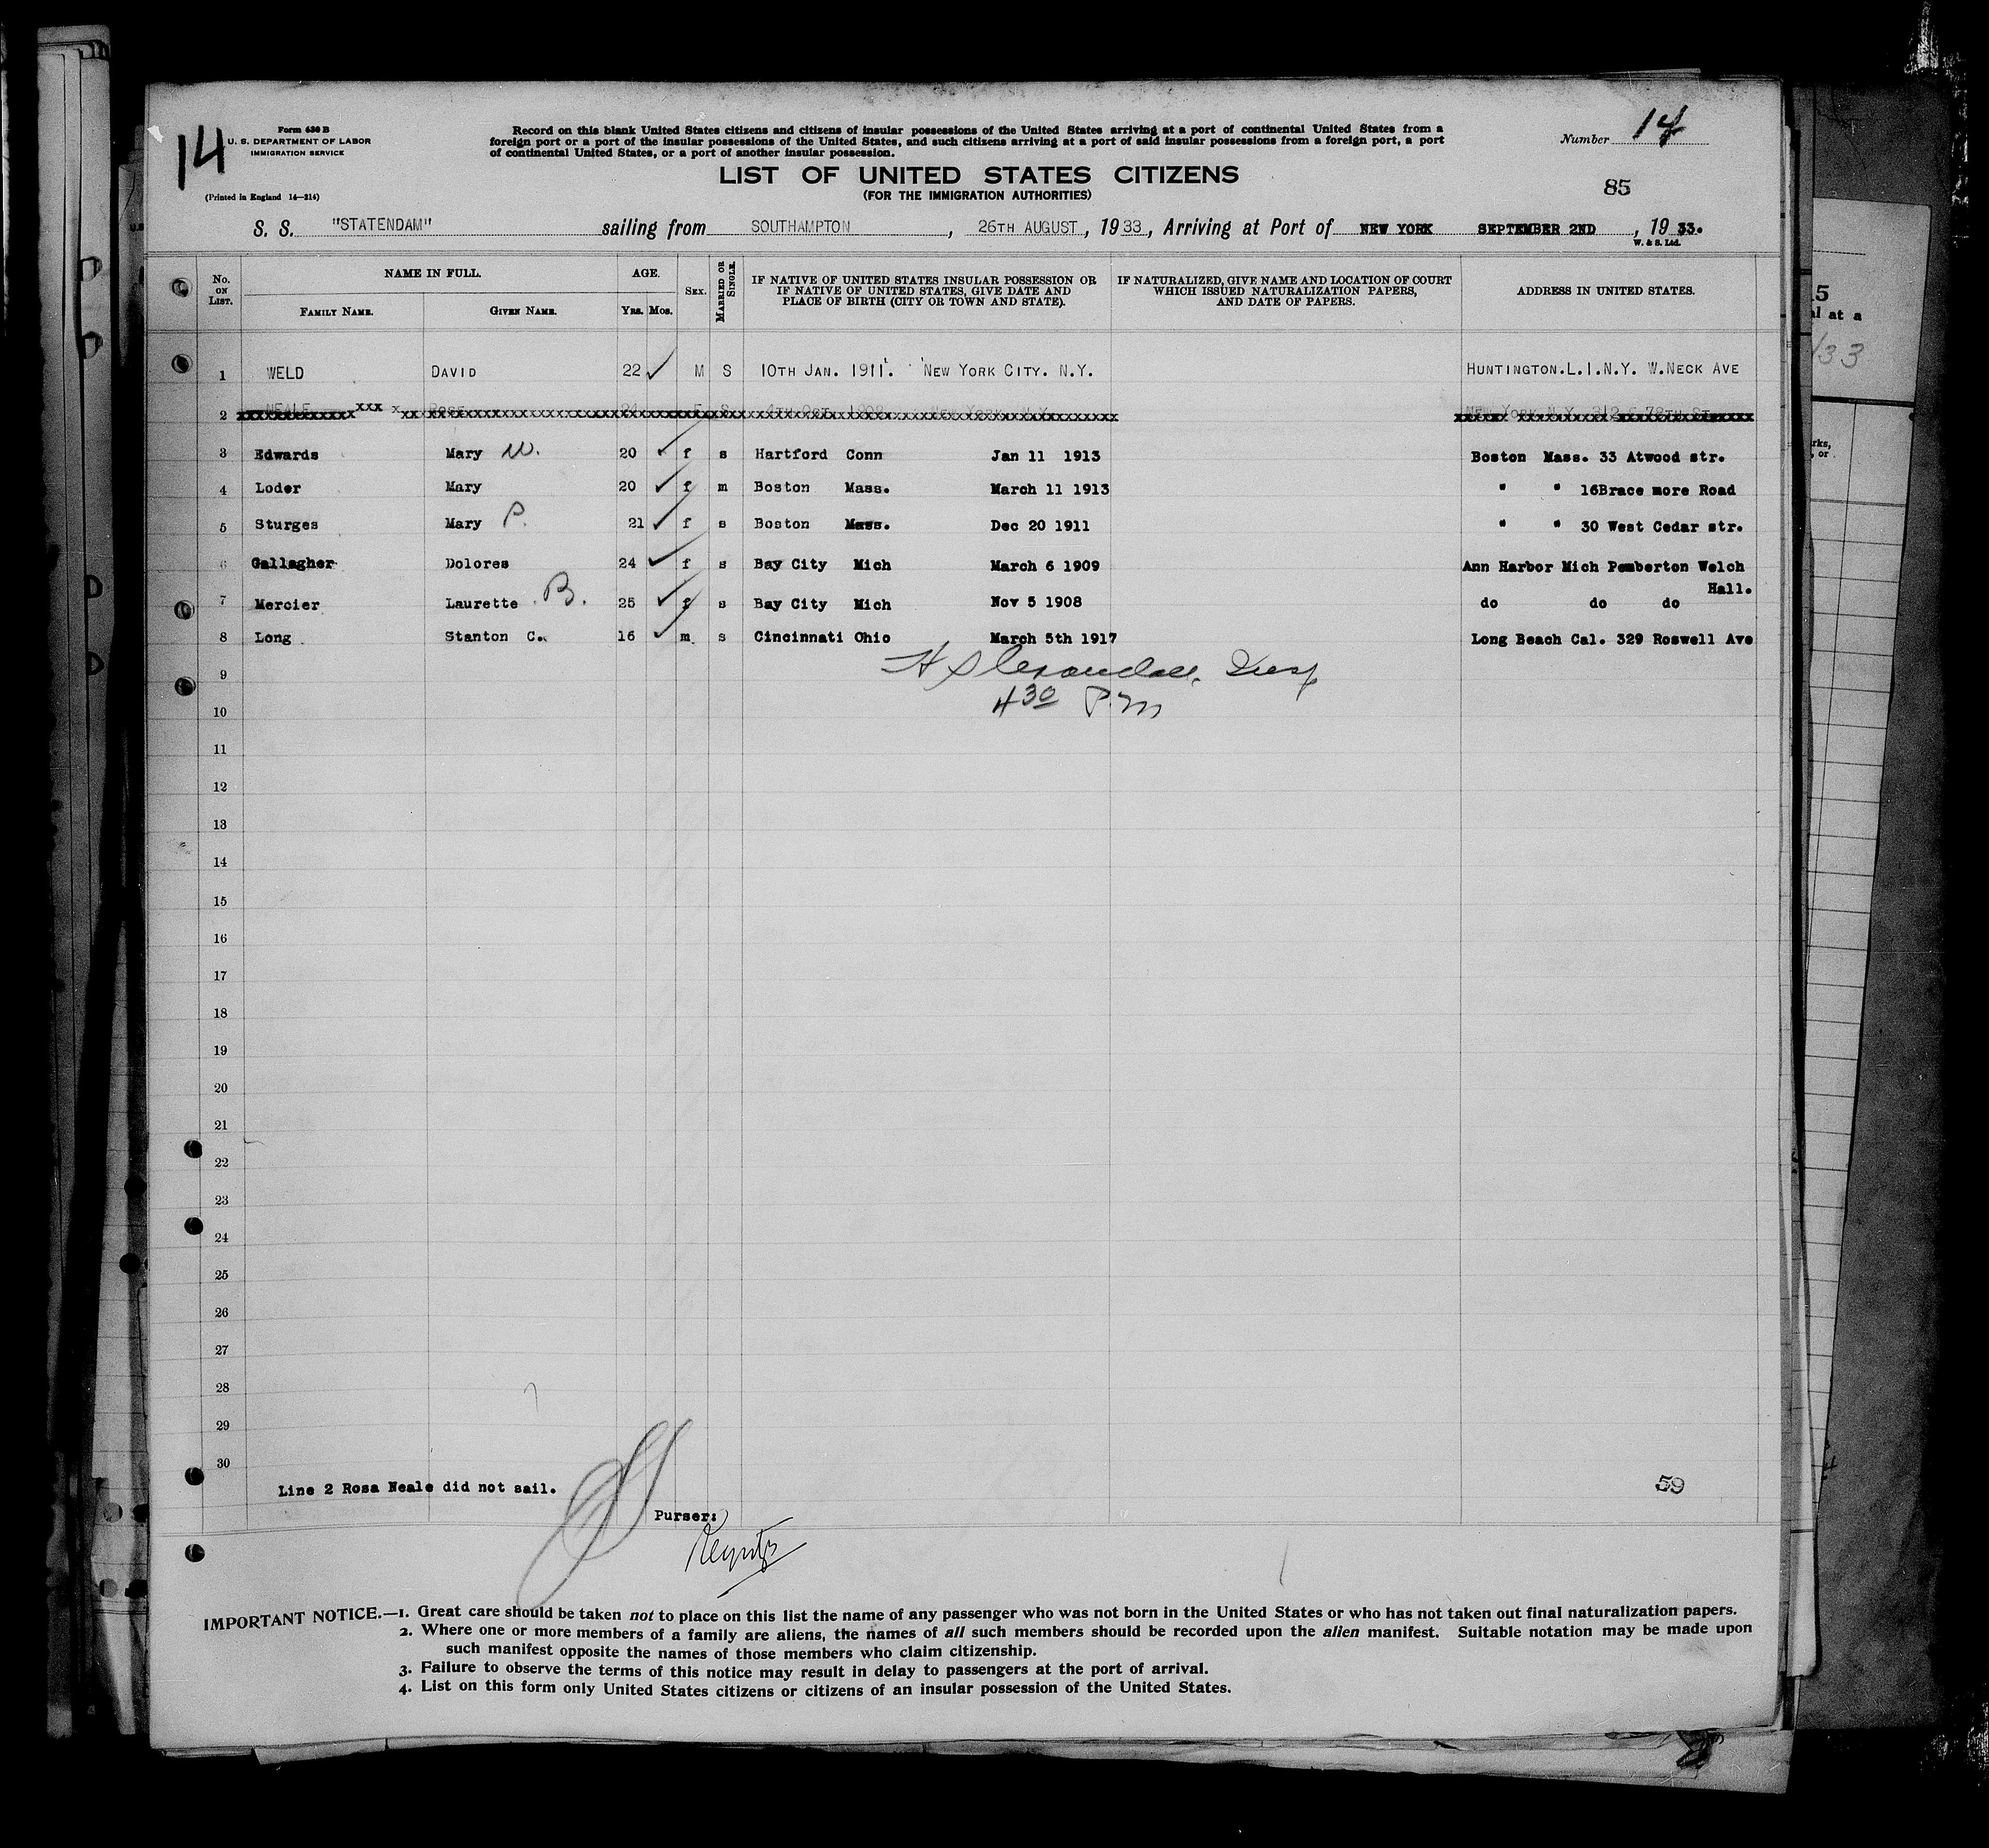 14
Form 630 B
U. S. DEPARTMENT OF LABOR
IMMIGRATION SERVICE
(Printed in England 14—214)
Record on this blank United States citizens and citizens of insular possessions of the United States arriving at a port of continental United States from a
foreign port or a port of the insular possessions of the United States, and such citizens arriving at a port of said insular possessions from a foreign port, a port
of continental United States, or a port of another insular possession.
Number 14
LIST OF UNITED STATES CITIZENS
(FOR THE IMMIGRATION AUTHORITIES)
85
S. S. "STATENDAM" sailing from SOUTHAMPTON, 26TH AUGUST, 1933, Arriving at Port of NEW YORK SEPTEMBER 2ND, 1933.
W. & S. Ltd.
No. ON LIST. NAME IN FULL. FAMILY NAME. GIVEN NAME. AGE. YRS. MOS. SEX. MARRIED OR SINGLE. IF NATIVE OF UNITED STATES INSULAR POSSESSION OR IF NATIVE OF UNITED STATES, GIVE DATE AND PLACE OF BIRTH (CITY OR TOWN AND STATE). IF NATURALIZED, GIVE NAME AND LOCATION OF COURT WHICH ISSUED NATURALIZATION PAPERS, AND DATE OF PAPERS. ADDRESS IN UNITED STATES.
1 WELD DAVID 22 M S 10TH JAN. 1911. NEW YORK CITY. N.Y. HUNTINGTON.L.I.N.Y. W.NECK AVE
2 NEALE
3 Edwards Mary W. 20 f s Hartford Conn Jan 11 1913 Boston Mass. 33 Atwood str.
4 Loder Mary 20 f m Boston Mass. March 11 1913 " " 16Brace more Road
5 Sturges Mary P. 21 f s Boston Mass. Dec 20 1911 " " 30 West Cedar str.
6 Gallagher Dolores 24 f s Bay City Mich March 6 1909 Ann Harbor Mich Pemberton Welch Hall.
7 Mercier Laurette B. 25 f s Bay City Mich Nov 5 1908 do do do
8 Long Stanton C. 16 m s Cincinnati Ohio March 5th 1917 Long Beach Cal. 329 Roswell Ave
9
10 4 30 P.M
11
12
13
14
15
16
17
18
19
20
21
22
23
24
25
26
27
28
29
30
Line 2 Rosa Neale did not sail.
59
Purser:
IMPORTANT NOTICE.—1. Great care should be taken not to place on this list the name of any passenger who was not born in the United States or who has not taken out final naturalization papers.
2. Where one or more members of a family are aliens, the names of all such members should be recorded upon the alien manifest. Suitable notation may be made upon
such manifest opposite the names of those members who claim citizenship.
3. Failure to observe the terms of this notice may result in delay to passengers at the port of arrival.
4. List on this form only United States citizens or citizens of an insular possession of the United States.